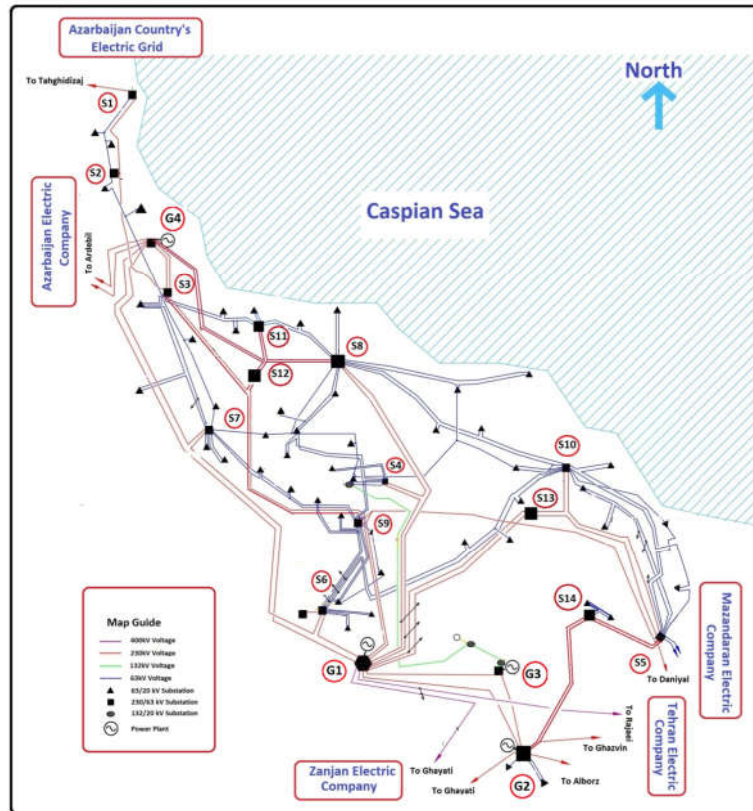 Azarbaijan Country's
Electric Grid
North
To Tahghidizaj
S1
S2
Caspian Sea
Azarbaijan Electric
Company
To Ardebil
G4
S3
S11
S8
S12
S7
S10
S4
S13
S9
S6
S14
Mazandaran Electric
Company
S5
To Daniyal
G1
G3
Tehran Electric
Company
To Rajaei
Zanjan Electric
Company
To Ghayati
To Ghayati
G2
To Ghazvin
To Alborz
Map Guide
400kV Voltage
230kV Voltage
132kV Voltage
63kV Voltage
63/20 kV Substation
230/63 kV Substation
132/20 kV Substation
Power Plant